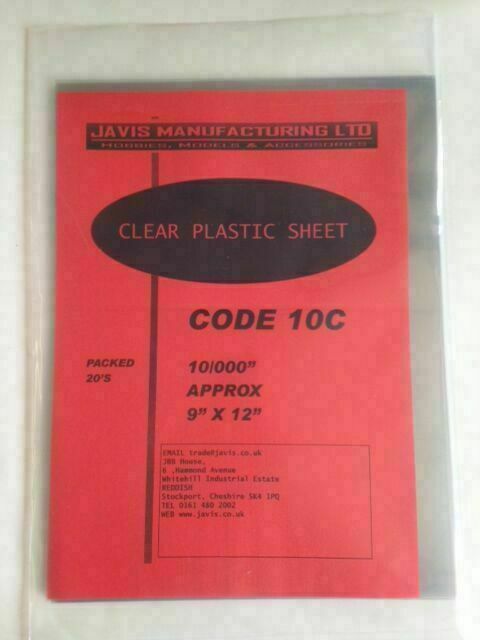 JAVIS MANUFACTURING LTD
HOBBIES, MODELS & ACCESSORIES
CLEAR PLASTIC SHEET
CODE 10C
PACKED
20'S
10/000"
APPROX
9" X 12"
EMAIL trade@javis.co.uk
JBB House,
6 ,Hammond Avenue
Whitehill Industrial Estate
REDDISH
Stockport, Cheshire SK4 1PQ
TEL 0161 480 2002
WEB www.javis.co.uk